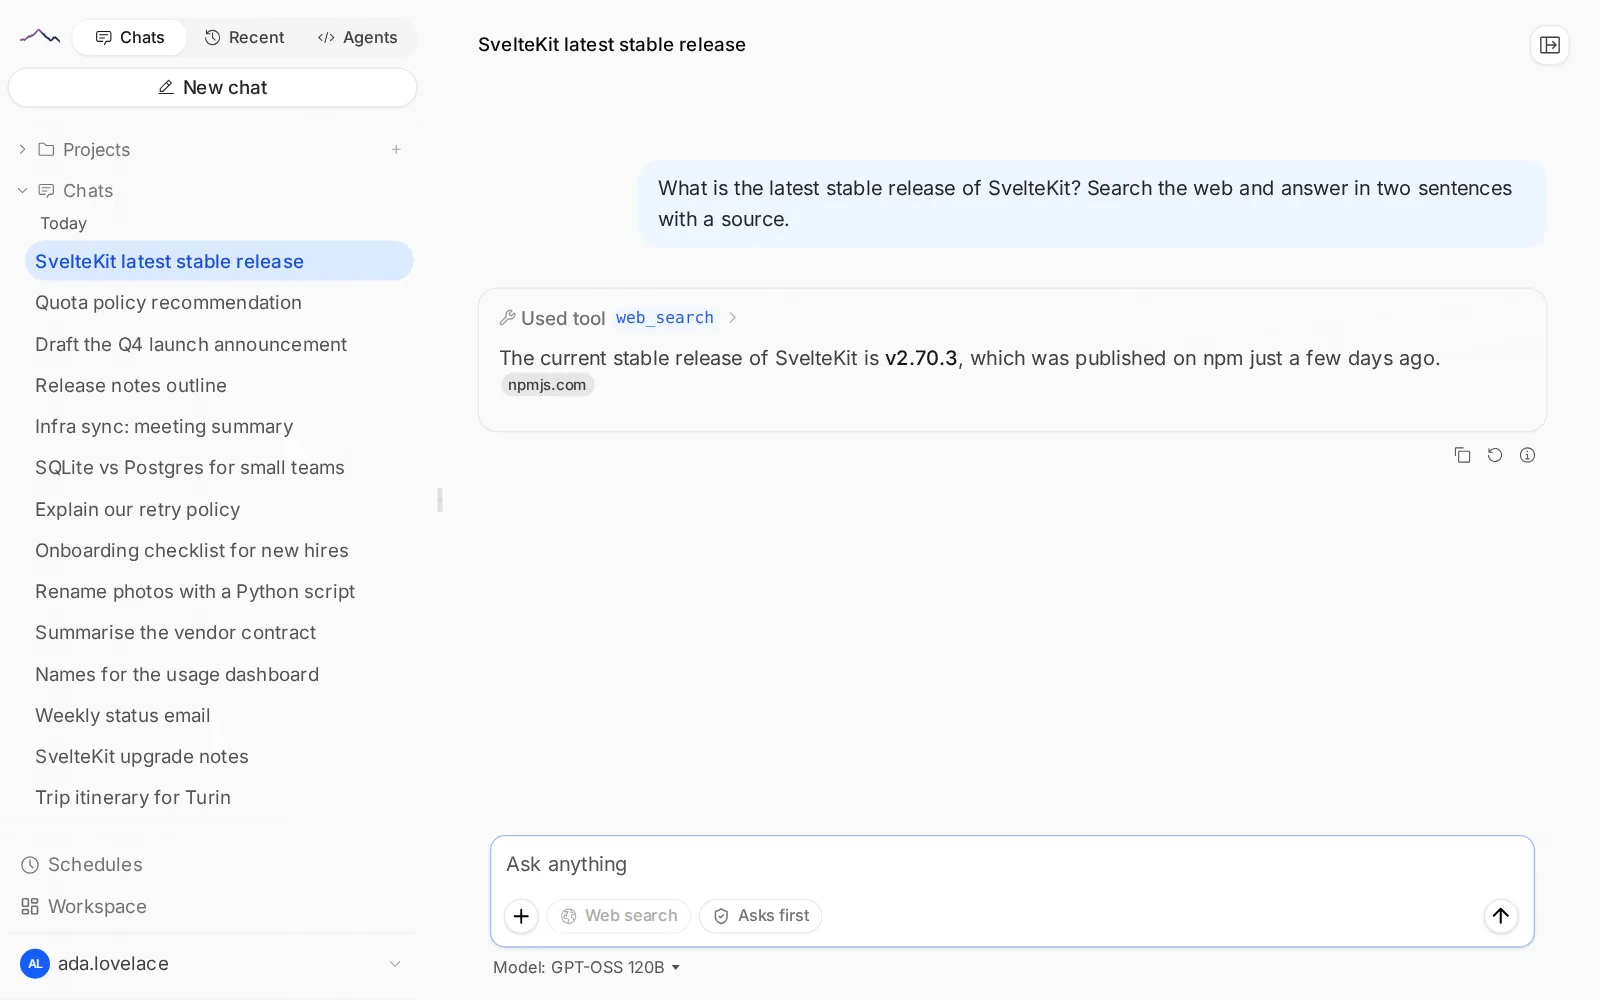 Chats
Recent
Agents
New chat
Projects
Chats
Today
SvelteKit latest stable release
Quota policy recommendation
Draft the Q4 launch announcement
Release notes outline
Infra sync: meeting summary
SQLite vs Postgres for small teams
Explain our retry policy
Onboarding checklist for new hires
Rename photos with a Python script
Summarise the vendor contract
Names for the usage dashboard
Weekly status email
SvelteKit upgrade notes
Trip itinerary for Turin
Schedules
Workspace
AL ada.lovelace
SvelteKit latest stable release
What is the latest stable release of SvelteKit? Search the web and answer in two sentences
with a source.
Used tool web_search
The current stable release of SvelteKit is v2.70.3, which was published on npm just a few days ago.
npmjs.com
Ask anything
Web search
Asks first
Model: GPT-OSS 120B